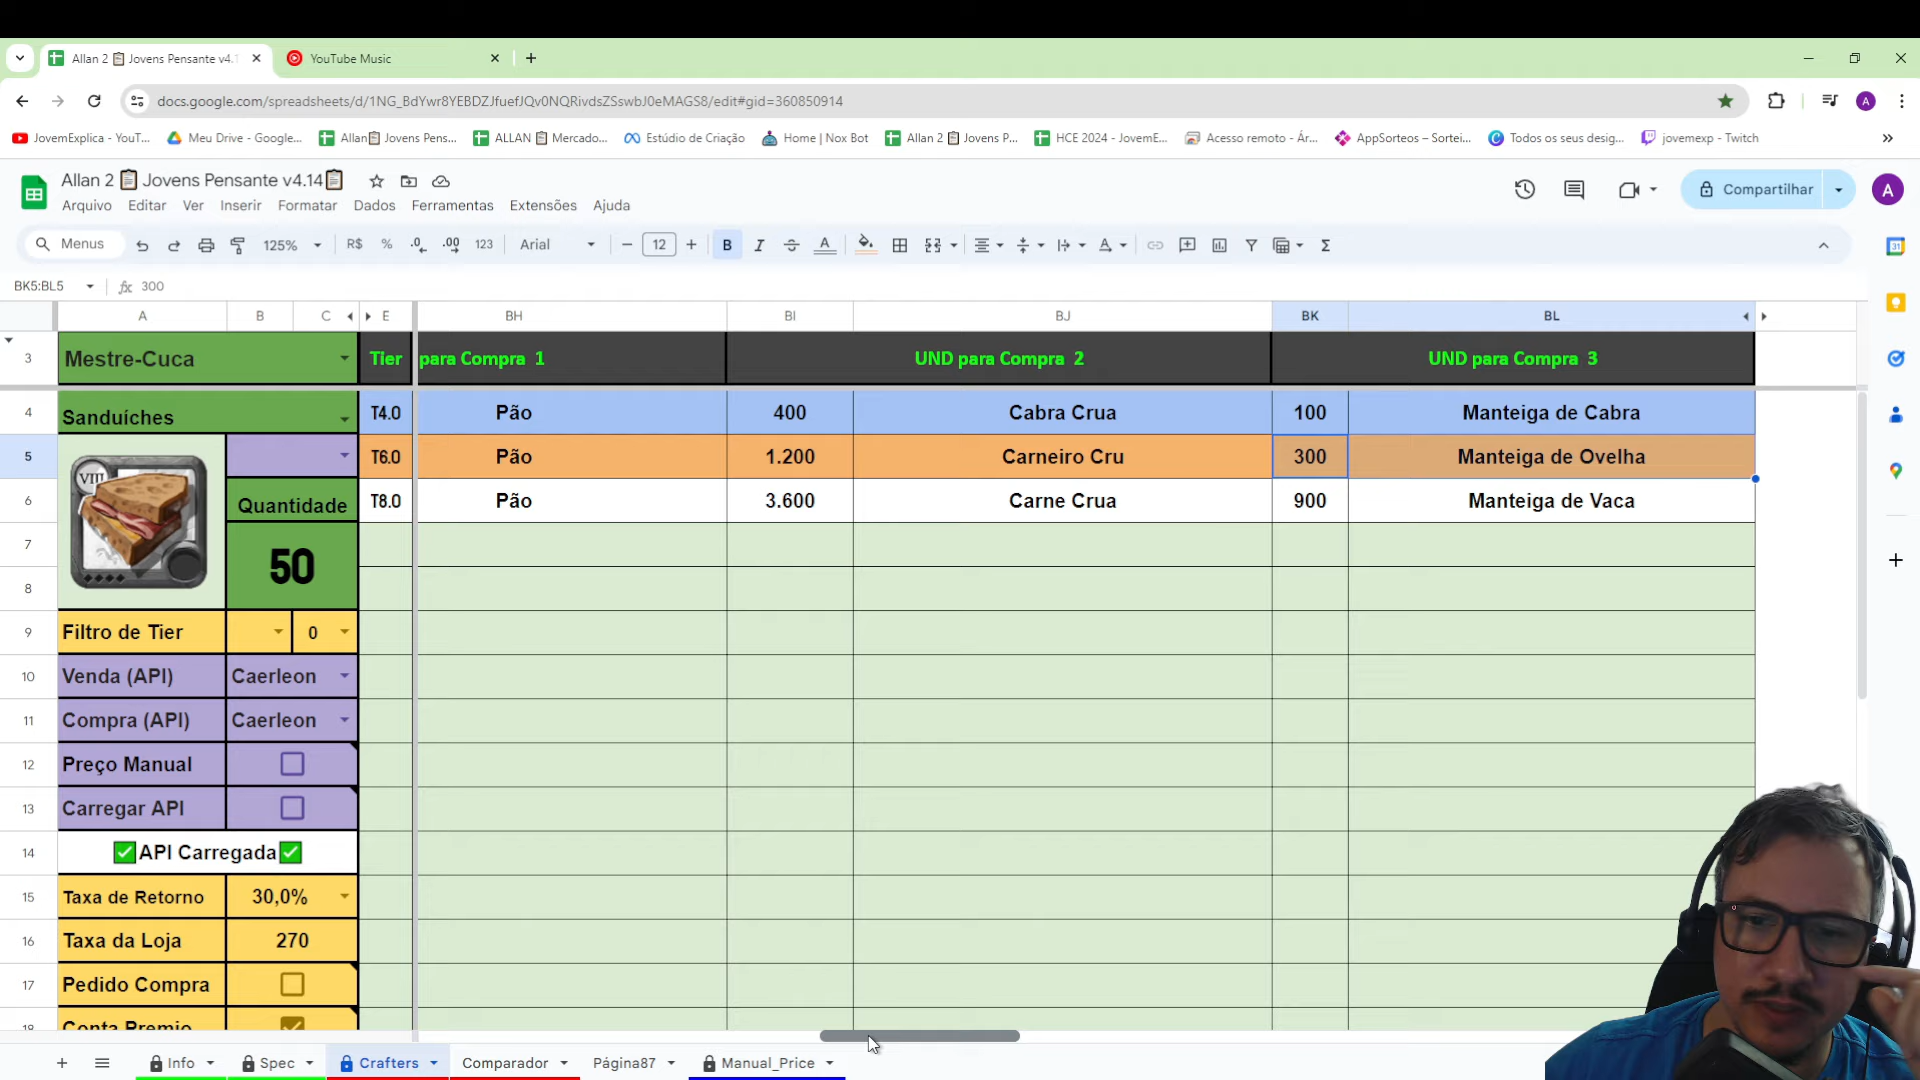 Allan 2 📋 Jovens Pensante v4.1
YouTube Music
docs.google.com/spreadsheets/d/1NG_BdYwr8YEBDZJfuefJQv0NQRivdsZSswbJ0eMAGS8/edit#gid=360850914
A
JovemExplica - YouT...
Meu Drive - Google...
Allan📋 Jovens Pens...
ALLAN 📋 Mercado...
Estúdio de Criação
Home | Nox Bot
Allan 2 📋 Jovens P...
HCE 2024 - JovemE...
Acesso remoto - Ár...
AppSorteos – Sortei...
Todos os seus desig...
jovemexp - Twitch
Allan 2 📋 Jovens Pensante v4.14📋
Compartilhar
A
Arquivo Editar Ver Inserir Formatar Dados Ferramentas Extensões Ajuda
Menus 125% R$ % .0 .00 123 Arial 12 B I S A Σ 31
BK5:BL5 fx 300
A B C E BH BI BJ BK BL
3 Mestre-Cuca Tier para Compra 1 UND para Compra 2 UND para Compra 3
4 Sanduíches T4.0 Pão 400 Cabra Crua 100 Manteiga de Cabra
5 T6.0 Pão 1.200 Carneiro Cru 300 Manteiga de Ovelha
VIII
6 Quantidade T8.0 Pão 3.600 Carne Crua 900 Manteiga de Vaca
7
50
8
9 Filtro de Tier 0
10 Venda (API) Caerleon
11 Compra (API) Caerleon
12 Preço Manual
13 Carregar API
14 ✅API Carregada✅
15 Taxa de Retorno 30,0%
16 Taxa da Loja 270
17 Pedido Compra
18 Conta Premio
Info Spec Crafters Comparador Página87 Manual_Price